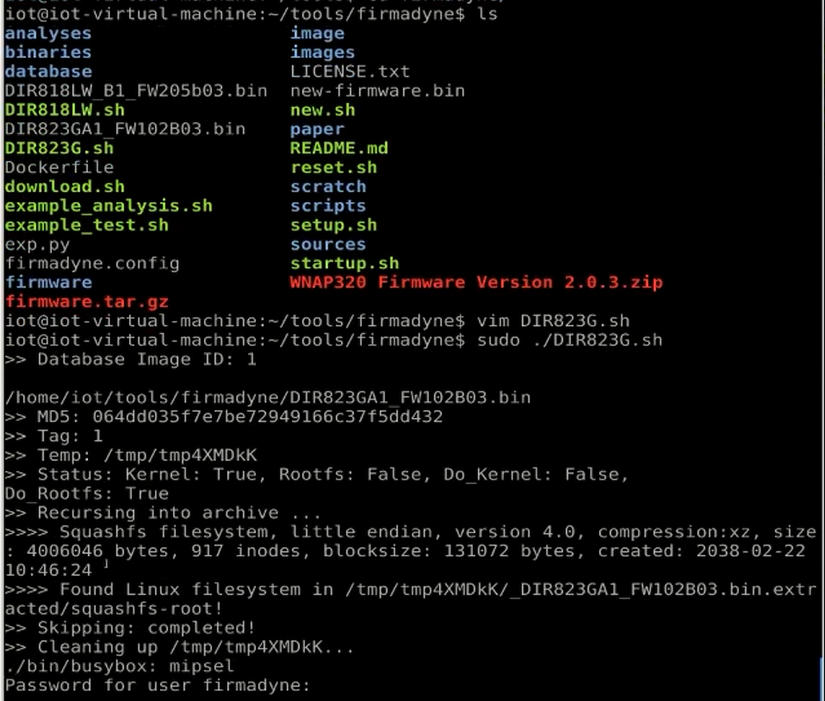 iot@iot-virtual-machine:~/tools/firmadyne$ ls
analyses                        image
binaries                        images
database                        LICENSE.txt
DIR818LW_B1_FW205b03.bin  new-firmware.bin
DIR818LW.sh                     new.sh
DIR823GA1_FW102B03.bin    paper
DIR823G.sh                      README.md
Dockerfile                      reset.sh
download.sh                     scratch
example_analysis.sh             scripts
example_test.sh                 setup.sh
exp.py                          sources
firmadyne.config                startup.sh
firmware                        WNAP320 Firmware Version 2.0.3.zip
firmware.tar.gz
iot@iot-virtual-machine:~/tools/firmadyne$ vim DIR823G.sh
iot@iot-virtual-machine:~/tools/firmadyne$ sudo ./DIR823G.sh
>> Database Image ID: 1
/home/iot/tools/firmadyne/DIR823GA1_FW102B03.bin
>> MD5: 064dd035f7e7be72949166c37f5dd432
>> Tag: 1
>> Temp: /tmp/tmp4XMDkK
>> Status: Kernel: True, Rootfs: False, Do_Kernel: False,
Do_Rootfs: True
>> Recursing into archive ...
>>>> Squashfs filesystem, little endian, version 4.0, compression:xz, size
: 4006046 bytes, 917 inodes, blocksize: 131072 bytes, created: 2038-02-22
10:46:24
>>>> Found Linux filesystem in /tmp/tmp4XMDkK/_DIR823GA1_FW102B03.bin.extr
acted/squashfs-root!
>> Skipping: completed!
>> Cleaning up /tmp/tmp4XMDkK...
./bin/busybox: mipsel
Password for user firmadyne: